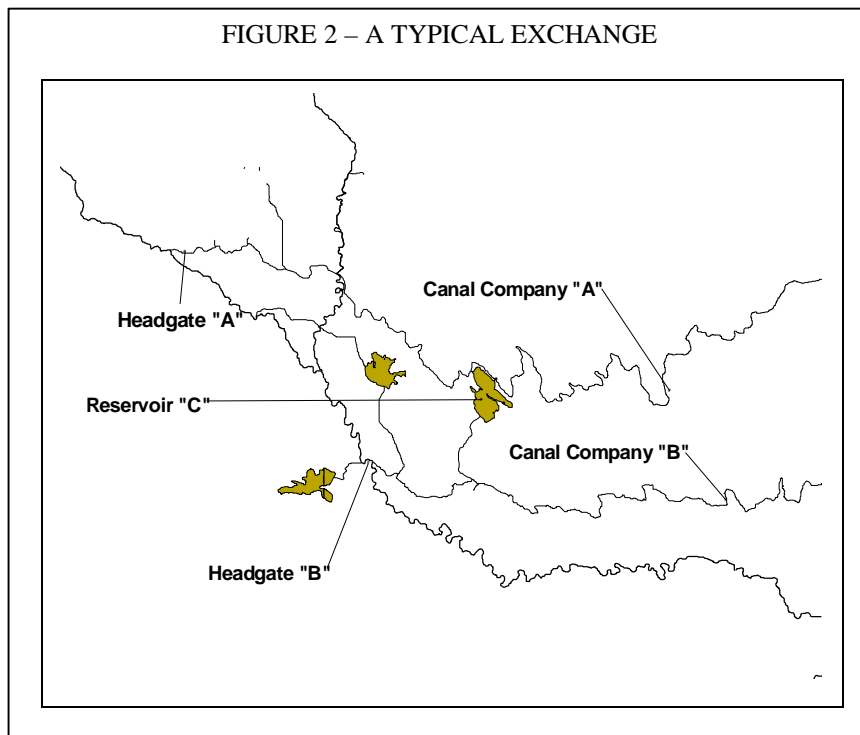 FIGURE 2 – A TYPICAL EXCHANGE
Canal Company "A"
Headgate "A"
Reservoir "C"
Canal Company "B"
Headgate "B"